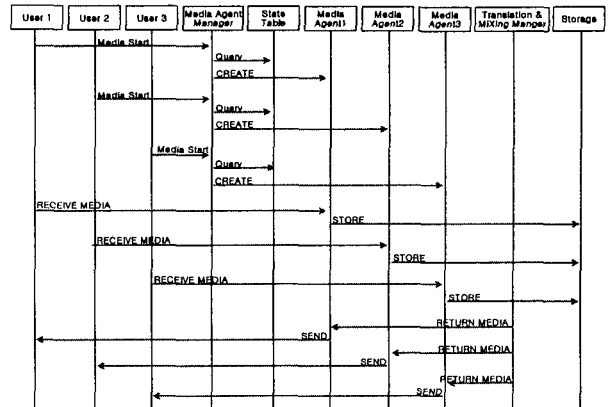 User 1
User 2
User 3
Media Agent
Manager
State
Table
Media
Agent1
Media
Agent2
Media
Agent3
Translation &
MiXing Manger
Storage
Media Start
Query
CREATE
Media Start
Query
CREATE
Media Start
Query
CREATE
RECEIVE MEDIA
STORE
RECEIVE MEDIA
STORE
RECEIVE MEDIA
STORE
RETURN MEDIA
SEND
RETURN MEDIA
SEND
RETURN MEDIA
SEND